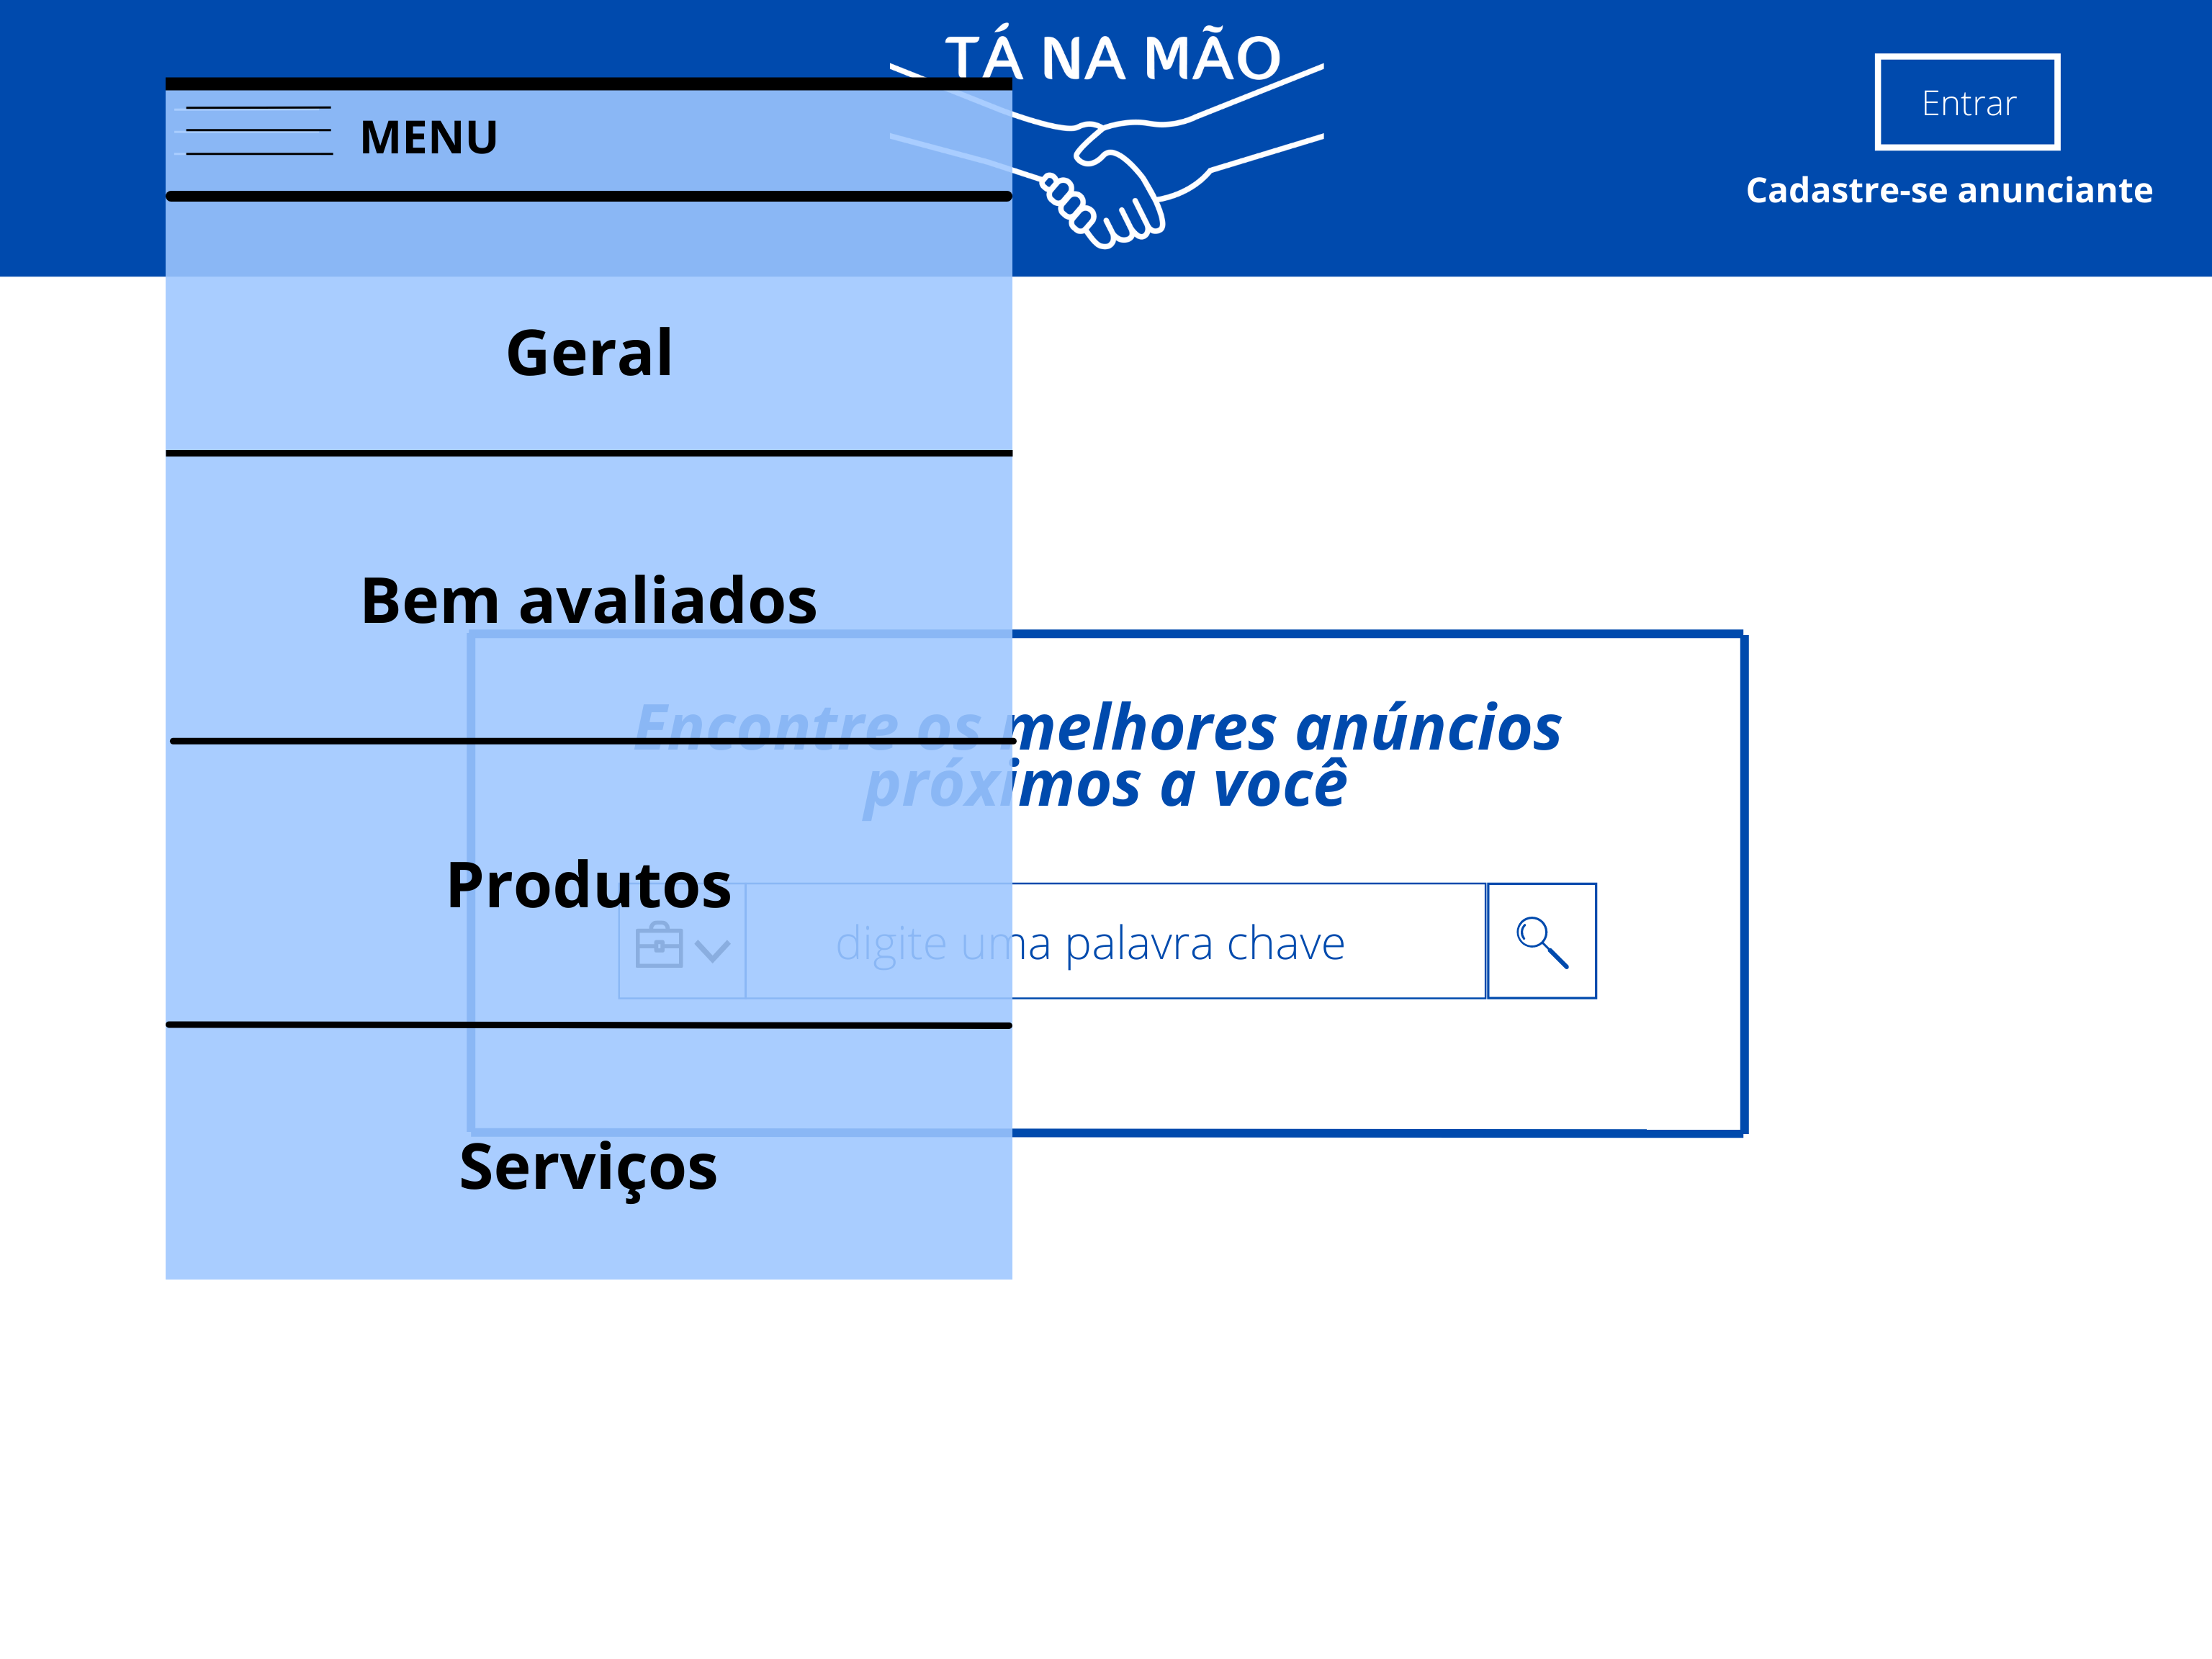 TÁ NA MÃO
MENU
Entrar
Cadastre-se anunciante
Geral
Bem avaliados
Encontre os melhores anúncios
próximos a você
Produtos
digite uma palavra chave
Serviços